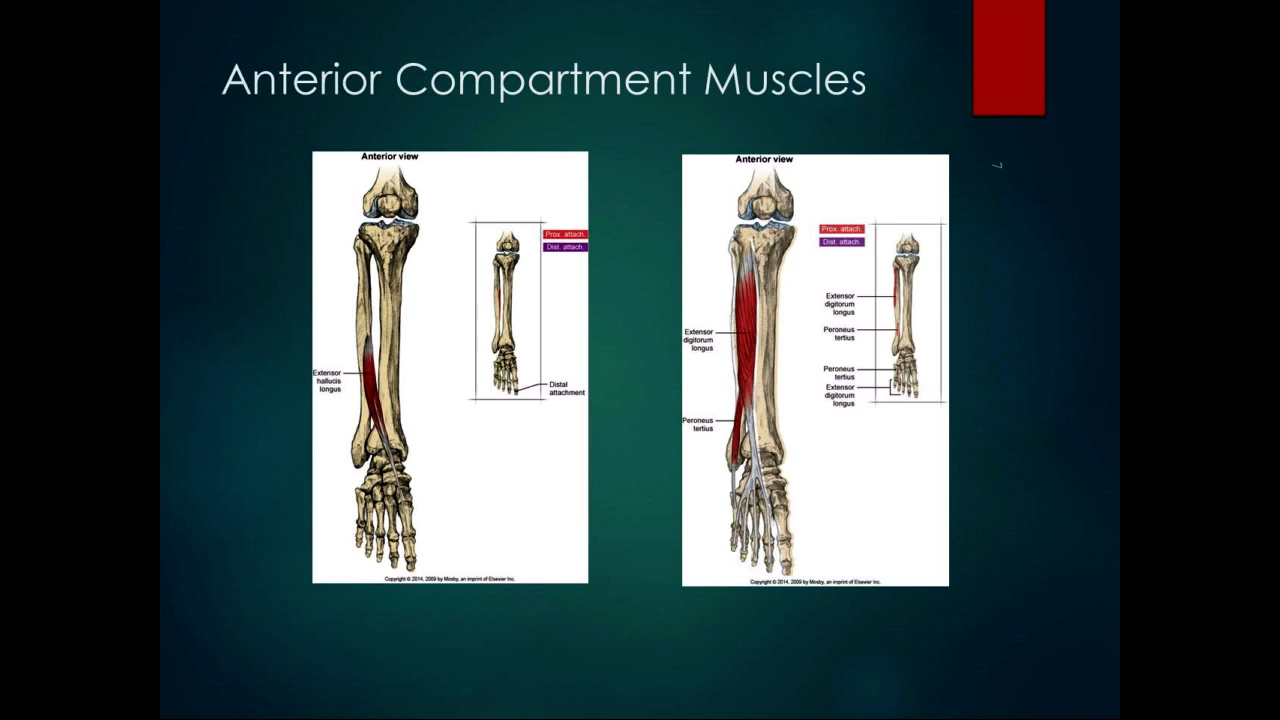 Anterior Compartment Muscles
7
Anterior view
Prox. attach.
Dist. attach.
Extensor
hallucis
longus
Distal
attachment
Copyright © 2014, 2009 by Mosby, an imprint of Elsevier Inc.
Anterior view
Prox. attach.
Dist. attach.
Extensor
digitorum
longus
Peroneus
tertius
Extensor
digitorum
longus
Peroneus
tertius
Peroneus
tertius
Extensor
digitorum
longus
Copyright © 2014, 2009 by Mosby, an imprint of Elsevier Inc.